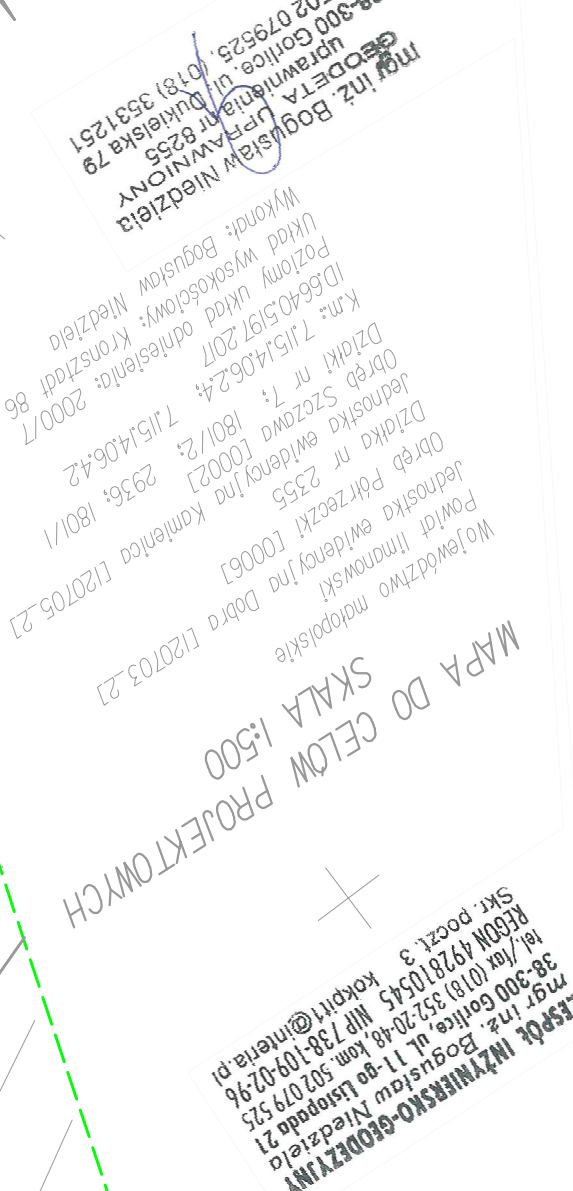 ESPÓŁ INŻYNIERSKO-GEODEZYJNY
mgr inż. Bogusław Niedziela
38-300 Gorlice, ul. 11-go Listopada 21
tel./fax (018) 352-20-48, kom. 502 079 525
REGON 492810545 NIP 738-109-02-96
Skr. poczt. 3 kokpit1@interia.pl
MAPA DO CELÓW PROJEKTOWYCH
SKALA 1:500
Województwo małopolskie
Powiat limanowski
Jednostka ewidencyjna Dobra [120703_2]
Obręb Półrzeczki [0006]
Działka nr 2355
Jednostka ewidencyjna Kamienica [120705_2]
Obręb Szczawa [0002]
Działki nr 7; 1801/2; 2936; 1801/1
K.m.: 7.115.14.06.2.4; 7.115.14.06.4.2
ID.6640.5197.2017
Poziomy układ odniesienia: 2000/7
Układ wysokościowy: Kronsztadt 86
Wykonał: Bogusław Niedziela
mgr inż. Bogusław Niedziela
GEODETA UPRAWNIONY
uprawnienia nr 8255
38-300 Gorlice, ul. Dukielska 79
502 079525, (018) 3531251